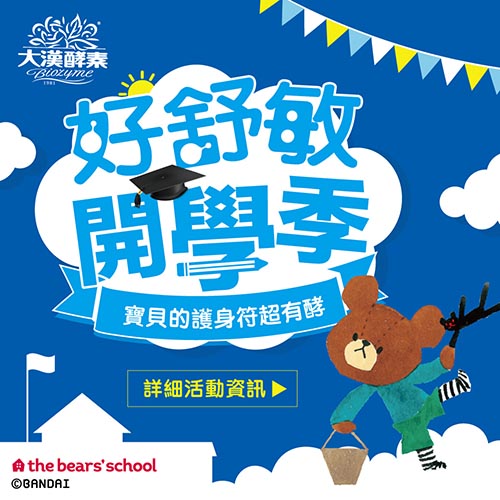 大漢酵素
Biozyme
1981
好舒敏
開學季
寶貝的護身符超有酵
詳細活動資訊▶
the bears' school
©BANDAI